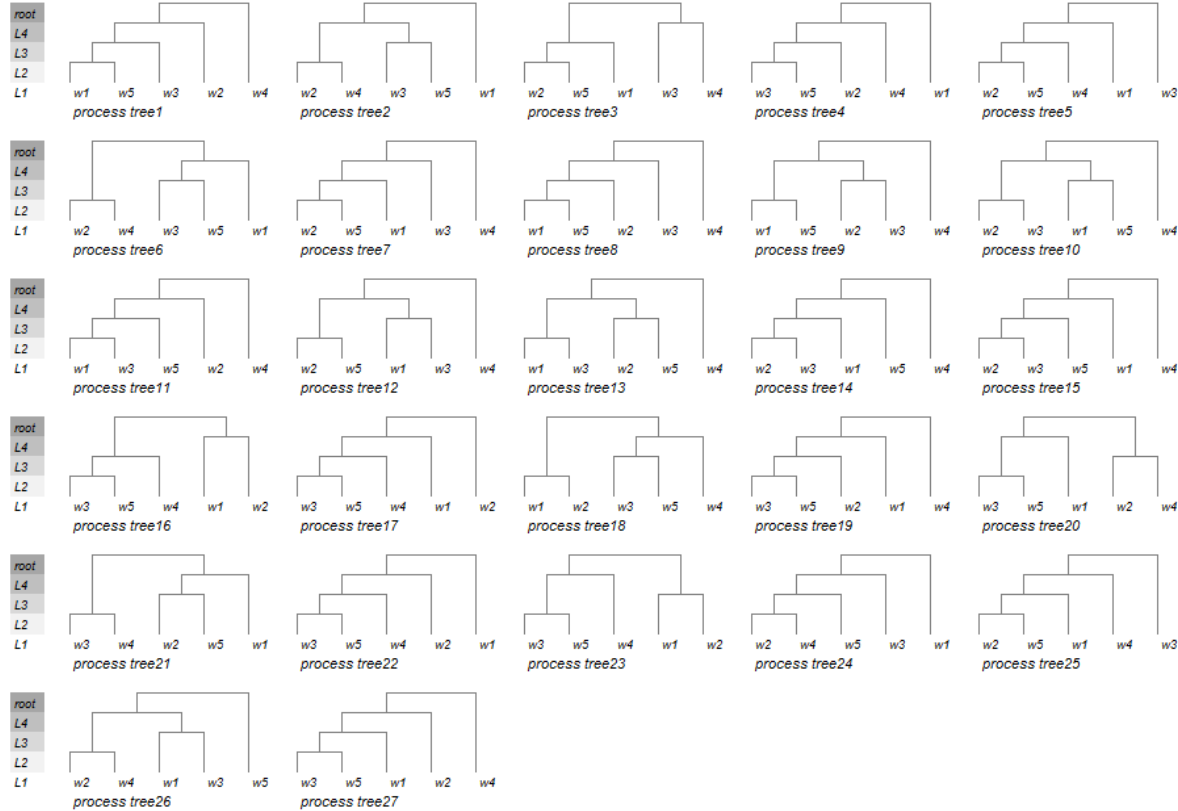 root
L4
L3
L2
L1 w1 w5 w3 w2 w4 w2 w4 w3 w5 w1 w2 w5 w1 w3 w4 w3 w5 w2 w4 w1 w2 w5 w4 w1 w3
process tree1 process tree2 process tree3 process tree4 process tree5
root
L4
L3
L2
L1 w2 w4 w3 w5 w1 w2 w5 w1 w3 w4 w1 w5 w2 w3 w4 w1 w5 w2 w3 w4 w2 w3 w1 w5 w4
process tree6 process tree7 process tree8 process tree9 process tree10
root
L4
L3
L2
L1 w1 w3 w5 w2 w4 w2 w5 w1 w3 w4 w1 w3 w2 w5 w4 w2 w3 w1 w5 w4 w2 w3 w5 w1 w4
process tree11 process tree12 process tree13 process tree14 process tree15
root
L4
L3
L2
L1 w3 w5 w4 w1 w2 w3 w5 w4 w1 w2 w1 w2 w3 w5 w4 w3 w5 w2 w1 w4 w3 w5 w1 w2 w4
process tree16 process tree17 process tree18 process tree19 process tree20
root
L4
L3
L2
L1 w3 w4 w2 w5 w1 w3 w5 w4 w2 w1 w3 w5 w4 w1 w2 w2 w4 w5 w3 w1 w2 w5 w1 w4 w3
process tree21 process tree22 process tree23 process tree24 process tree25
root
L4
L3
L2
L1 w2 w4 w1 w3 w5 w3 w5 w1 w2 w4
process tree26 process tree27